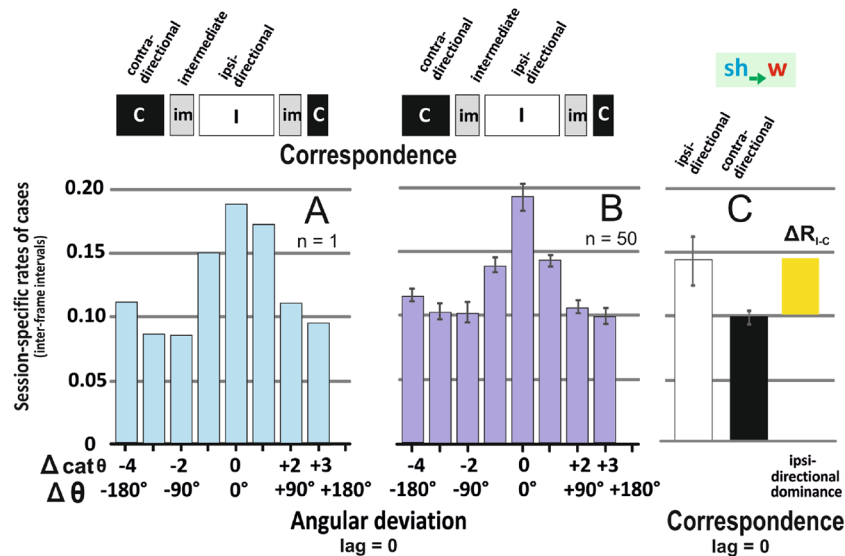 contra-
directional
intermediate
ipsi-
directional
contra-
directional
intermediate
ipsi-
directional
sh→w
C im I im C
C im I im C
ipsi-
directional
contra-
directional
Correspondence
Session-specific rates of cases
(inter-frame intervals)
0.20
0.15
0.10
0.05
0
A
n = 1
B
n = 50
C
ΔR I-C
Δ cat θ -4 -2 0 +2 +3 -4 -2 0 +2 +3
Δ θ -180° -90° 0° +90° +180° -180° -90° 0° +90° +180°
ipsi-
directional
dominance
Angular deviation
lag = 0
Correspondence
lag = 0